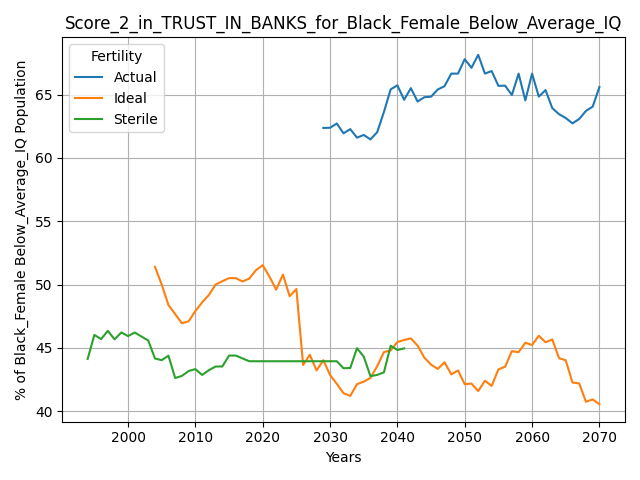 Score_2_in_TRUST_IN_BANKS_for_Black_Female_Below_Average_IQ
% of Black_Female Below_Average_IQ Population
Fertility
Actual
Ideal
Sterile
65
60
55
50
45
40
2000 2010 2020 2030 2040 2050 2060 2070
Years